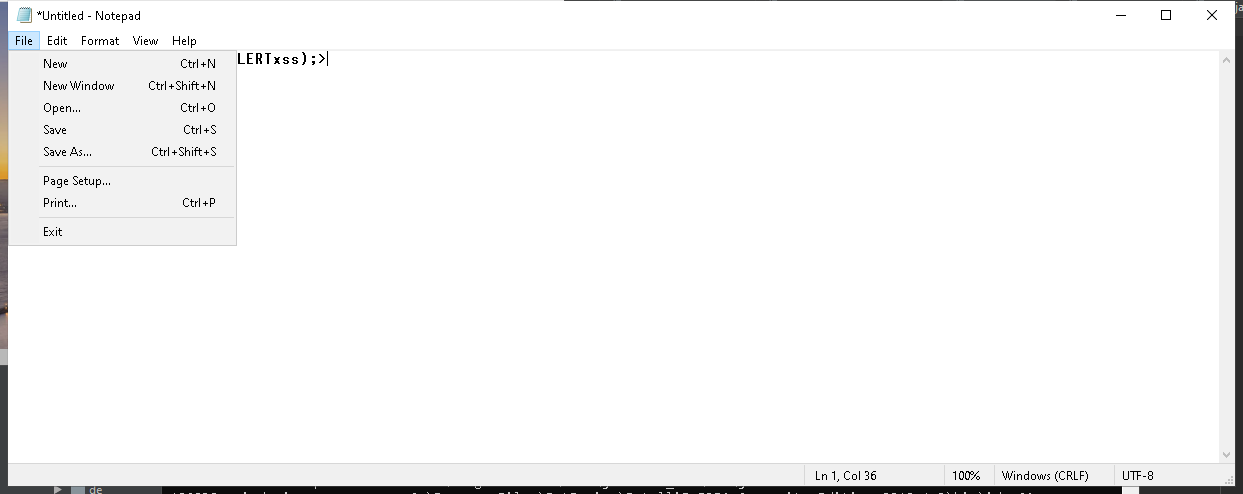 *Untitled - Notepad
File Edit Format View Help
LERTxss);>
New Ctrl+N
New Window Ctrl+Shift+N
Open... Ctrl+O
Save Ctrl+S
Save As... Ctrl+Shift+S
Page Setup...
Print... Ctrl+P
Exit
Ln 1, Col 36 100% Windows (CRLF) UTF-8
de